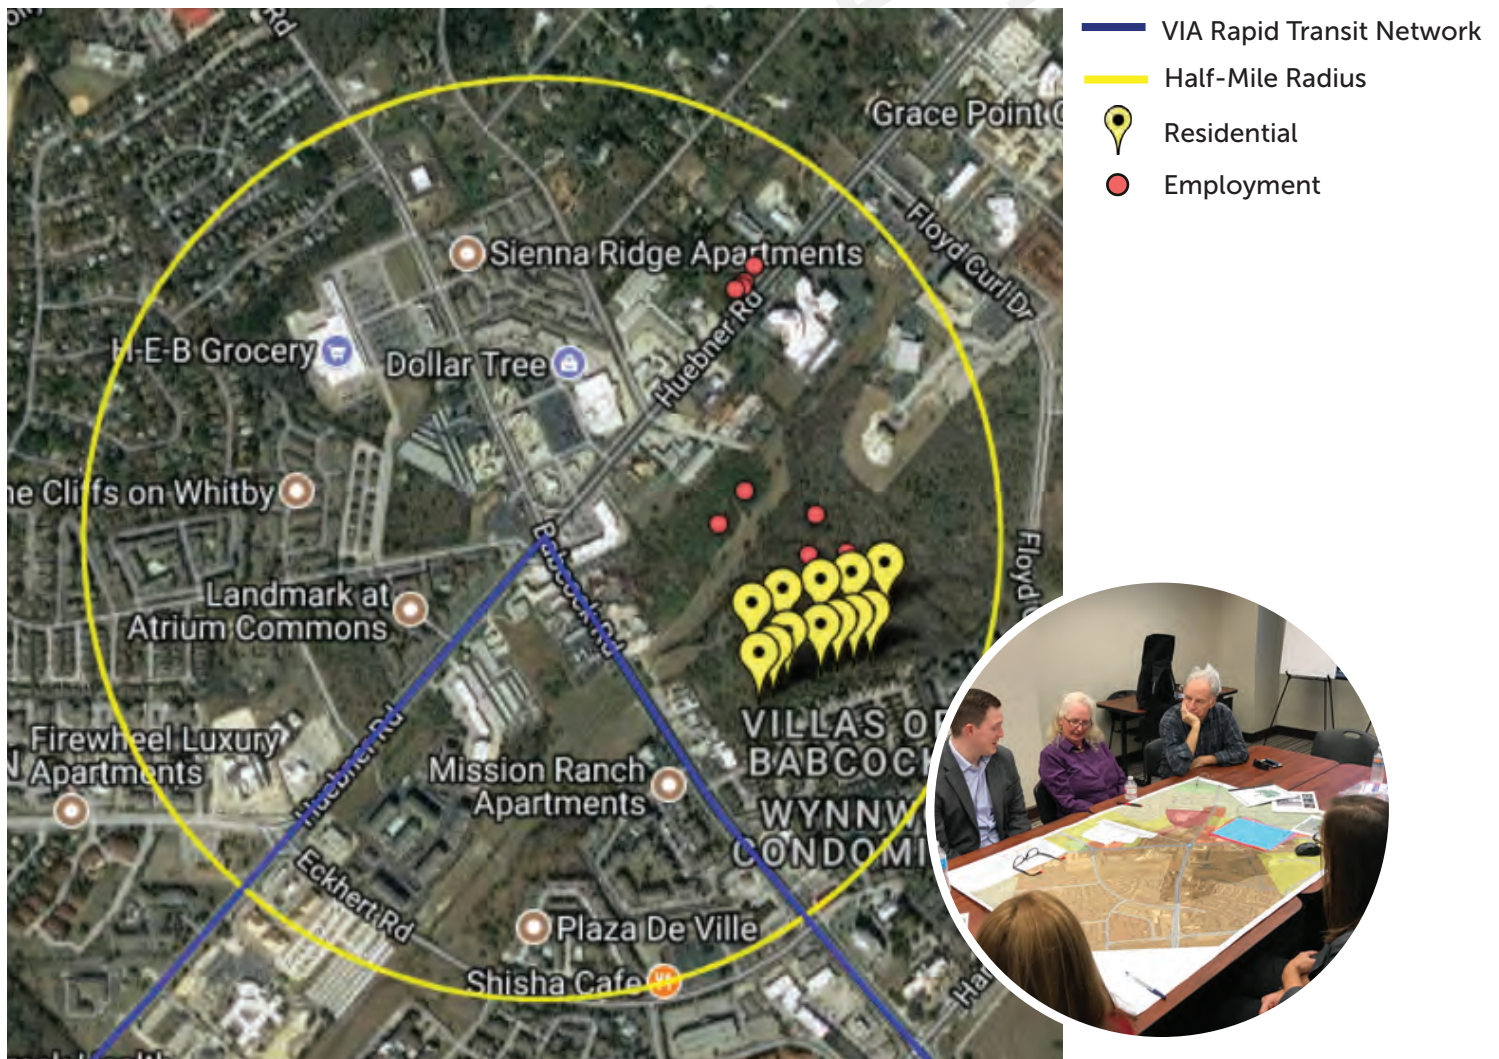 VIA Rapid Transit Network
Half-Mile Radius
Residential
Employment
Rd
Grace Point
Floyd Curl Dr
Sienna Ridge Apartments
H-E-B Grocery
Dollar Tree
Huebner Rd
Cliffs on Whitby
Babcock Rd
Landmark at
Atrium Commons
Floyd
VILLAS OF
BABCOCK
Firewheel Luxury
Apartments
Huebner Rd
Mission Ranch
Apartments
WYNNW
CONDOMI
Eckhert Rd
Plaza De Ville
Shisha Cafe
Ha